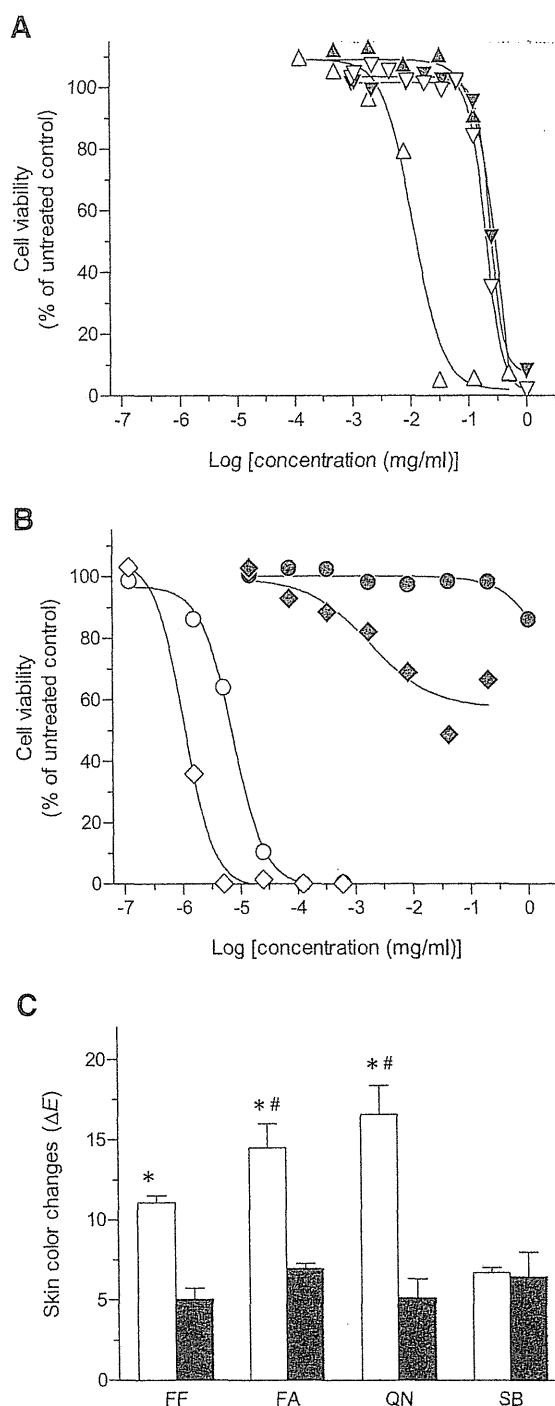 A
100
80
60
40
20
0
Cell viability
(% of untreated control)
-7 -6 -5 -4 -3 -2 -1 0
Log [concentration (mg/ml)]
B
100
80
60
40
20
0
Cell viability
(% of untreated control)
-7 -6 -5 -4 -3 -2 -1 0
Log [concentration (mg/ml)]
C
20
15
10
5
0
Skin color changes (ΔE)
*
* #
* #
FF FA QN SB